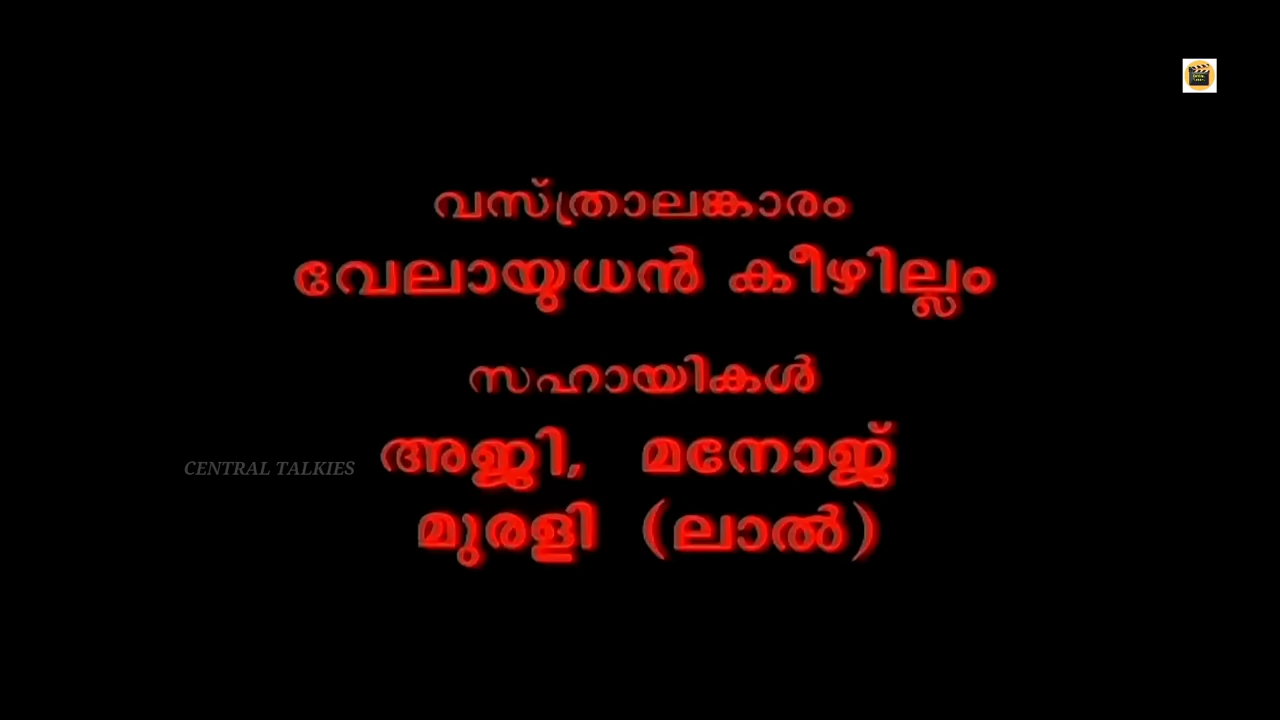 വസ്ത്രാലങ്കാരം
വേലായുധൻ കീഴില്ലം
സഹായികൾ
CENTRAL TALKIES
അജി, മനോജ്
മുരളി (ലാൽ)